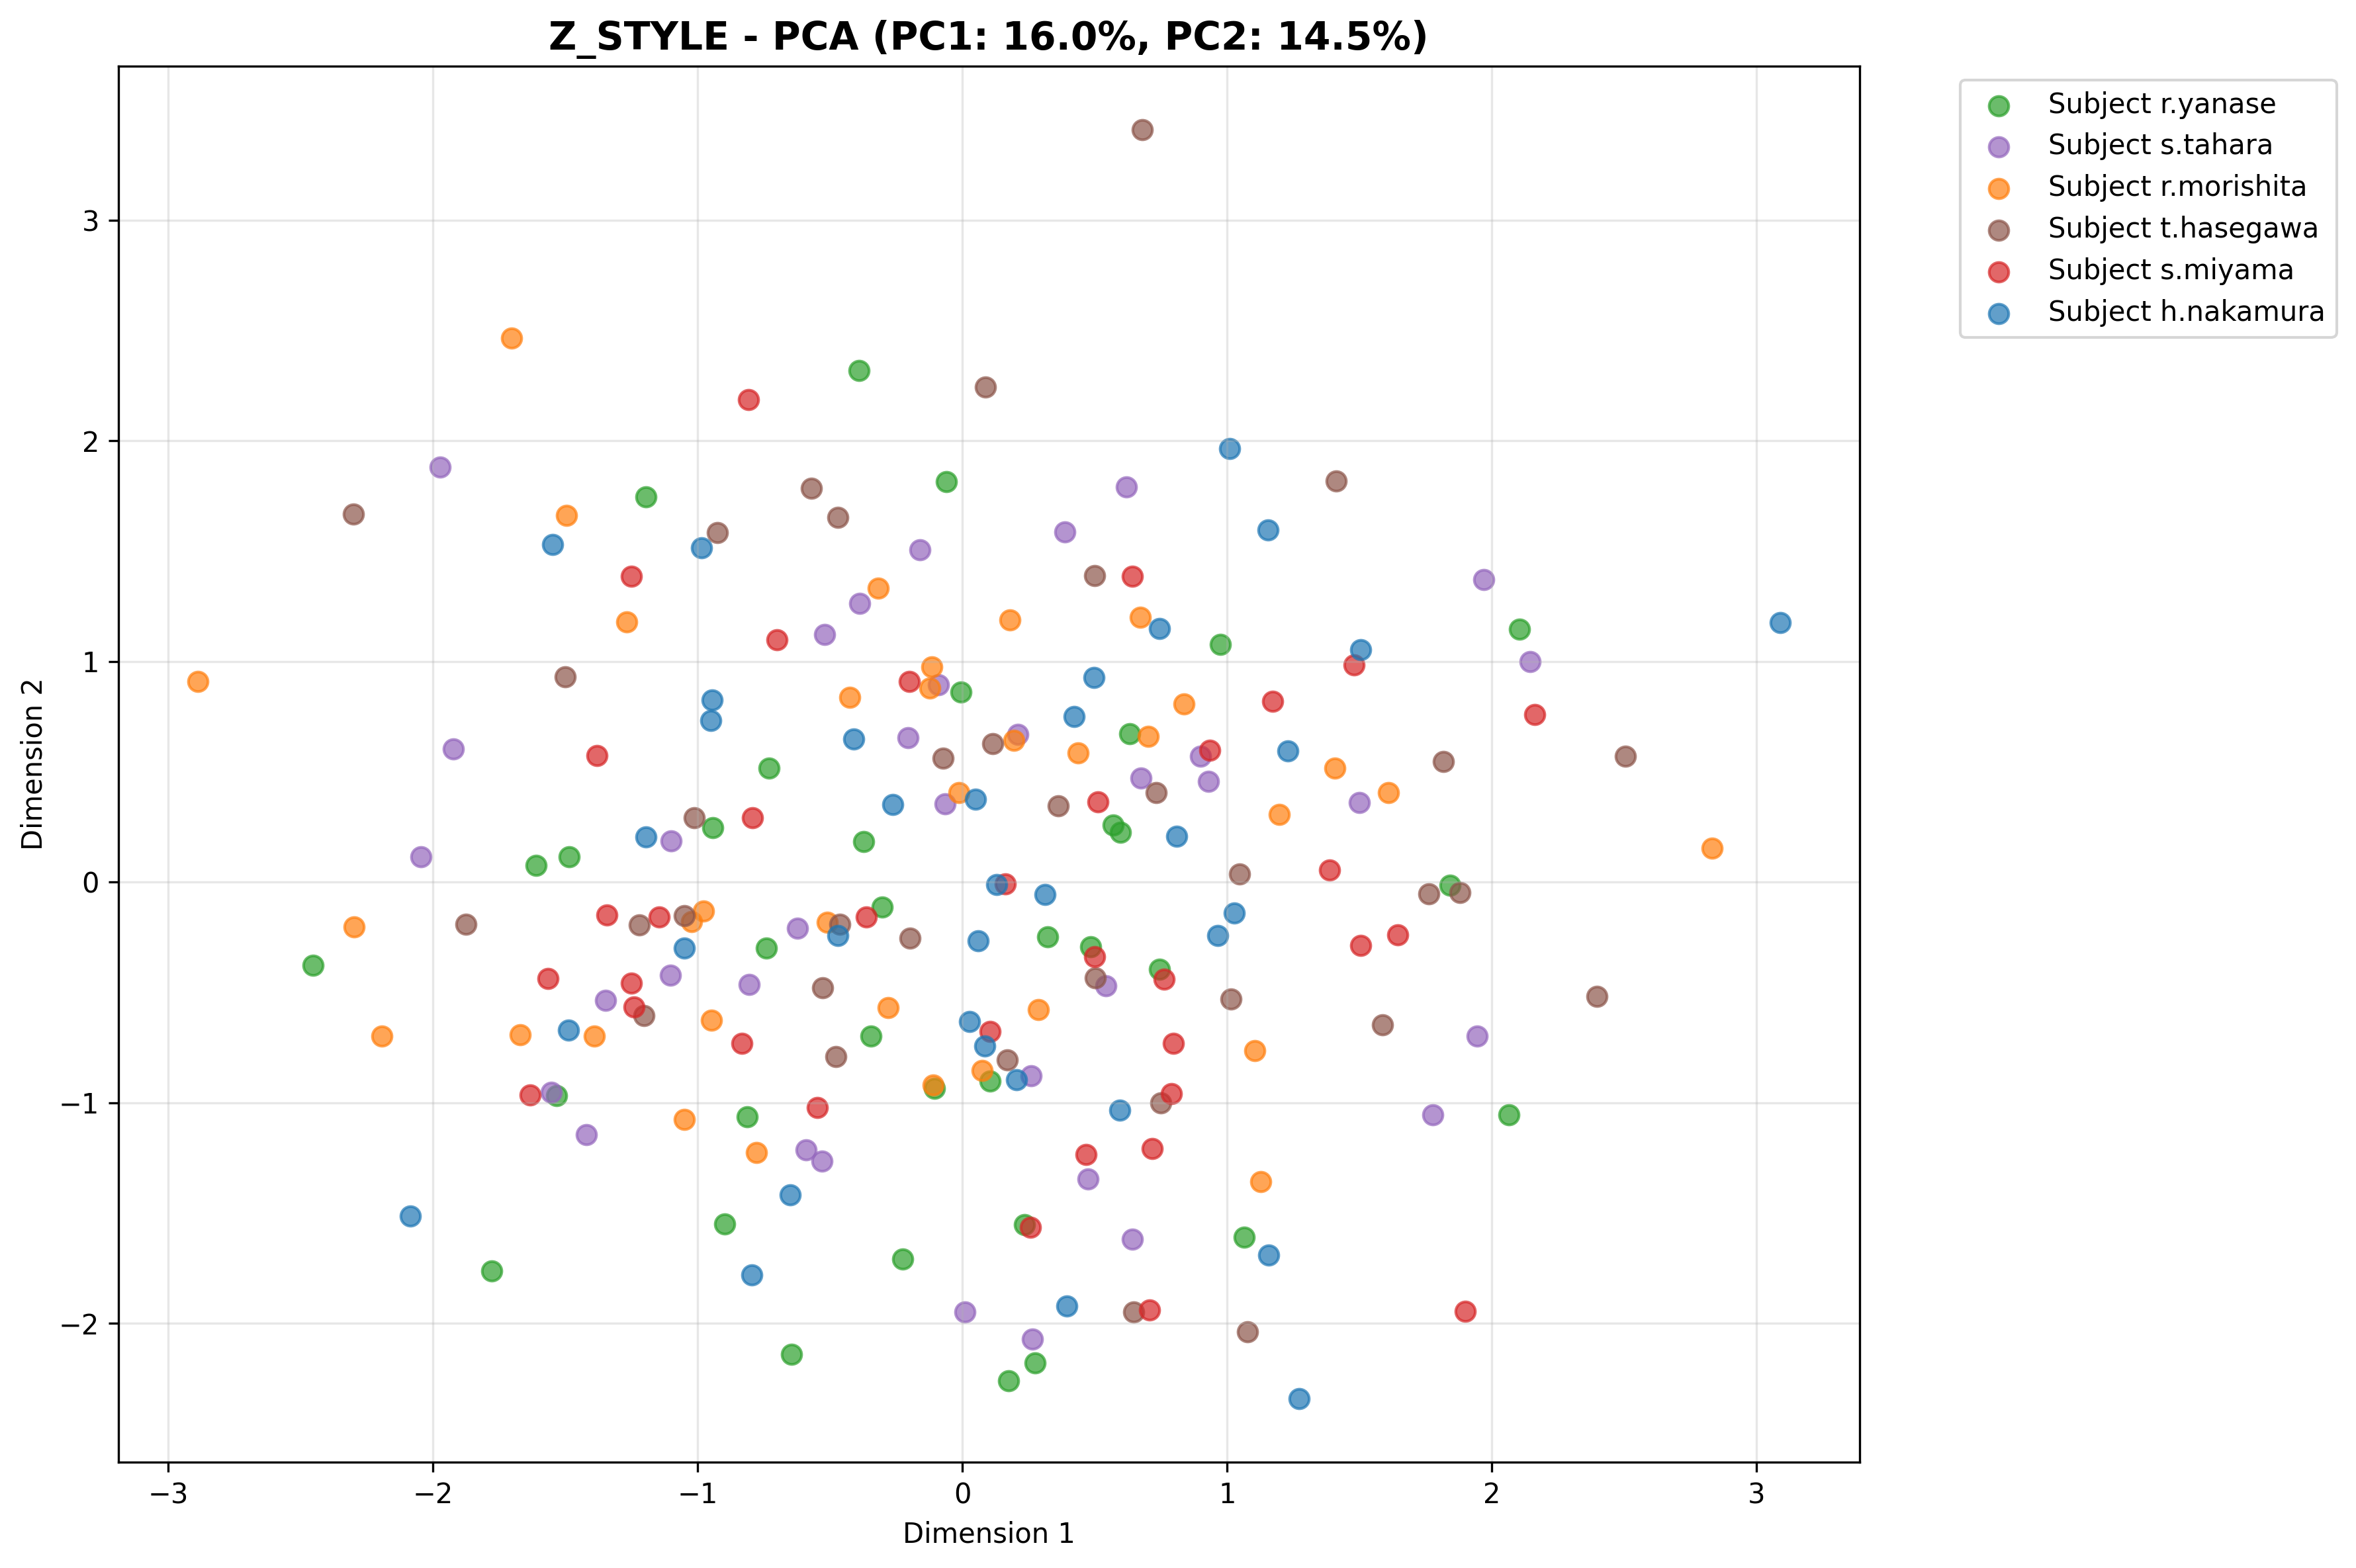 Z_STYLE - PCA (PC1: 16.0%, PC2: 14.5%)
Subject r.yanase
Subject s.tahara
Subject r.morishita
Subject t.hasegawa
Subject s.miyama
Subject h.nakamura
Dimension 2
3
2
1
0
−1
−2
−3
−2
−1
0
1
2
3
Dimension 1